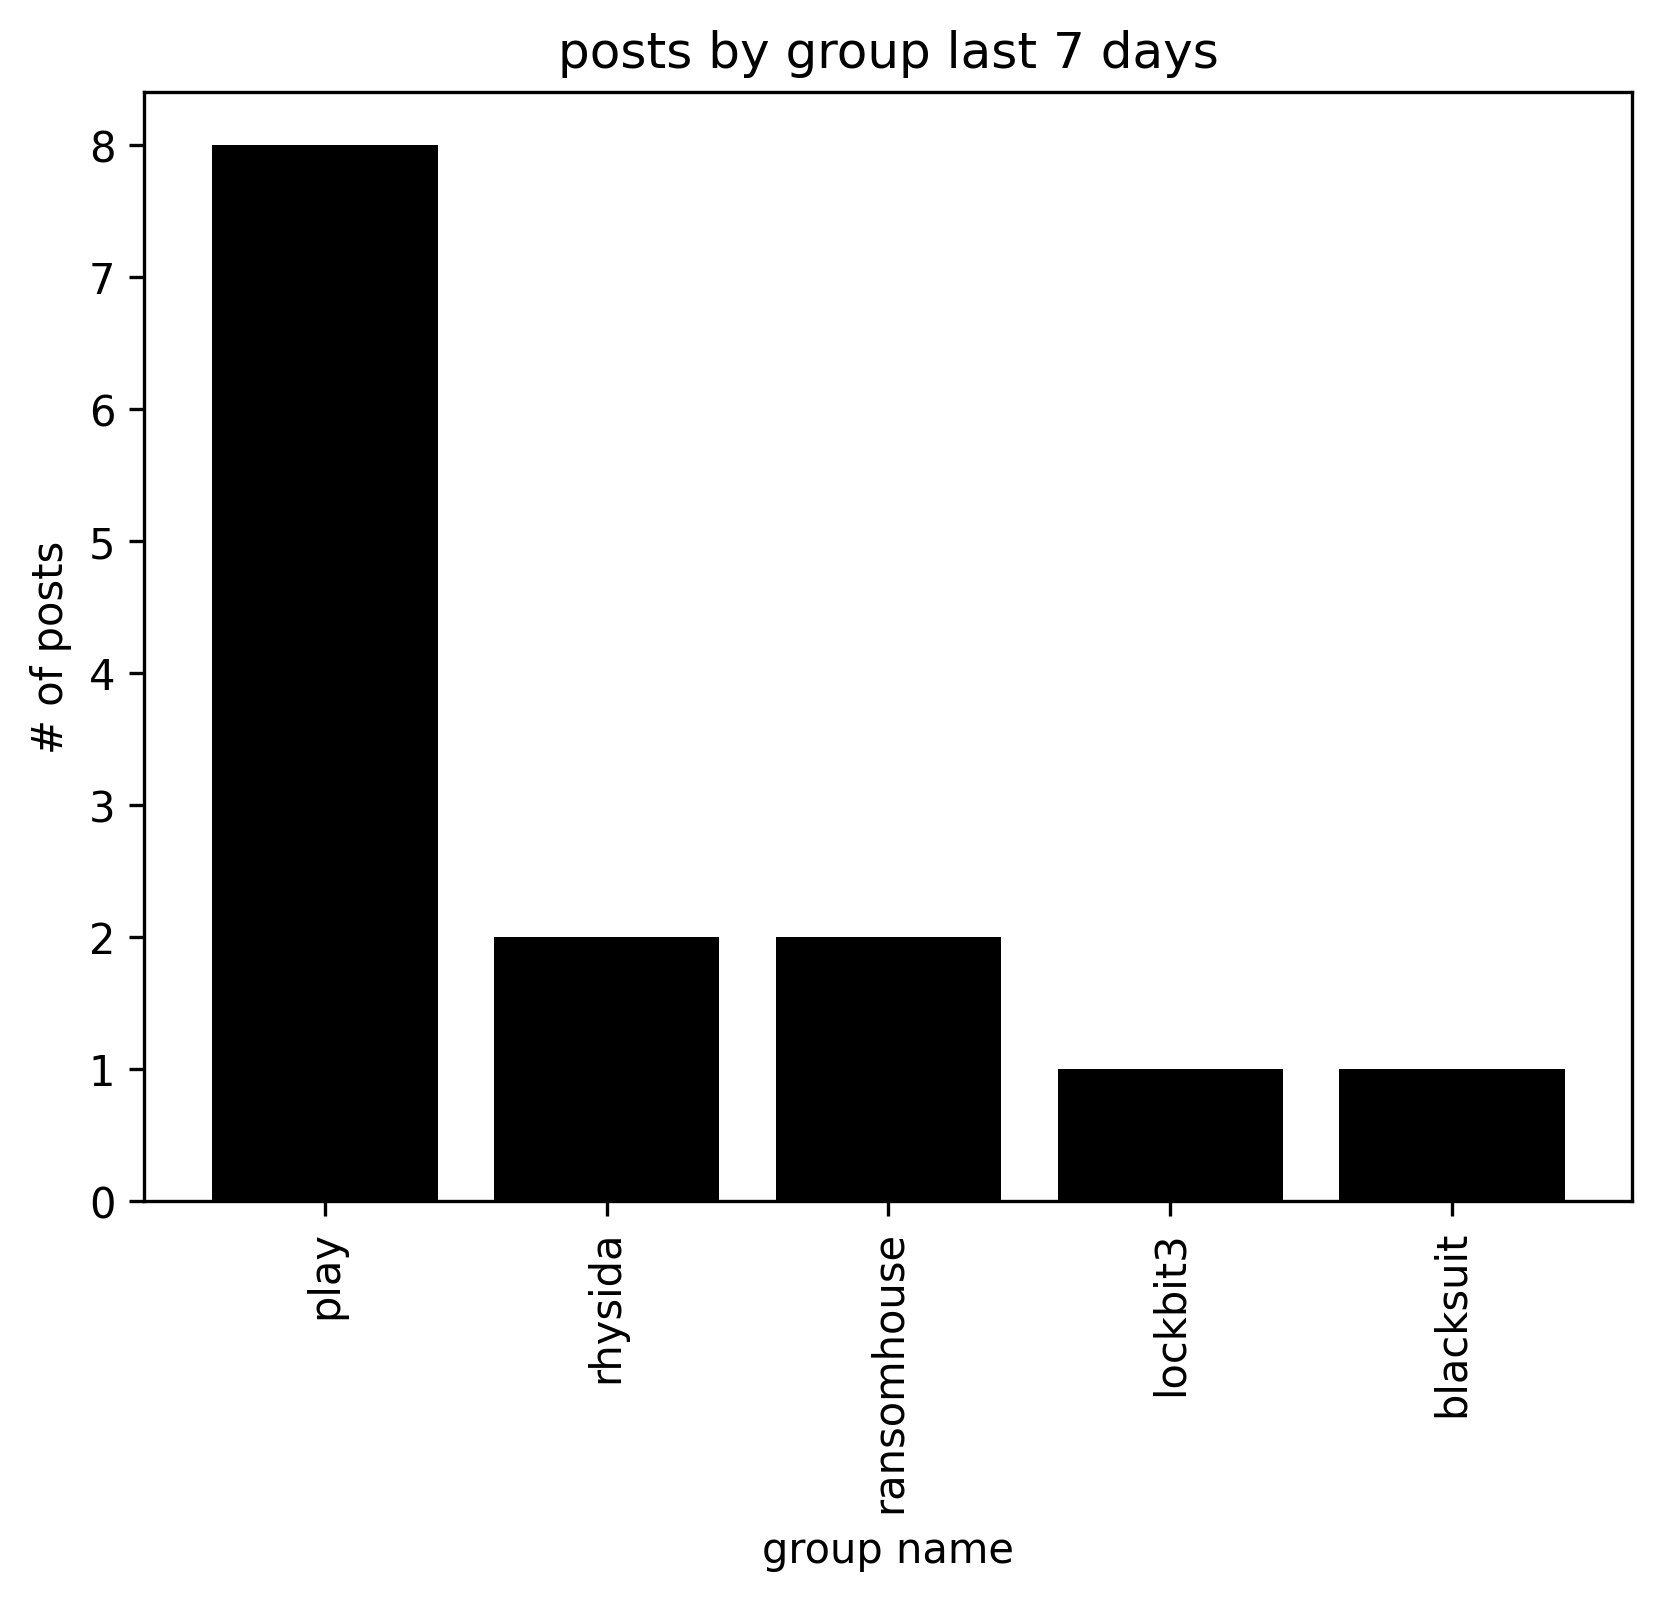 posts by group last 7 days
# of posts
8
7
6
5
4
3
2
1
0
play
rhysida
ransomhouse
lockbit3
blacksuit
group name